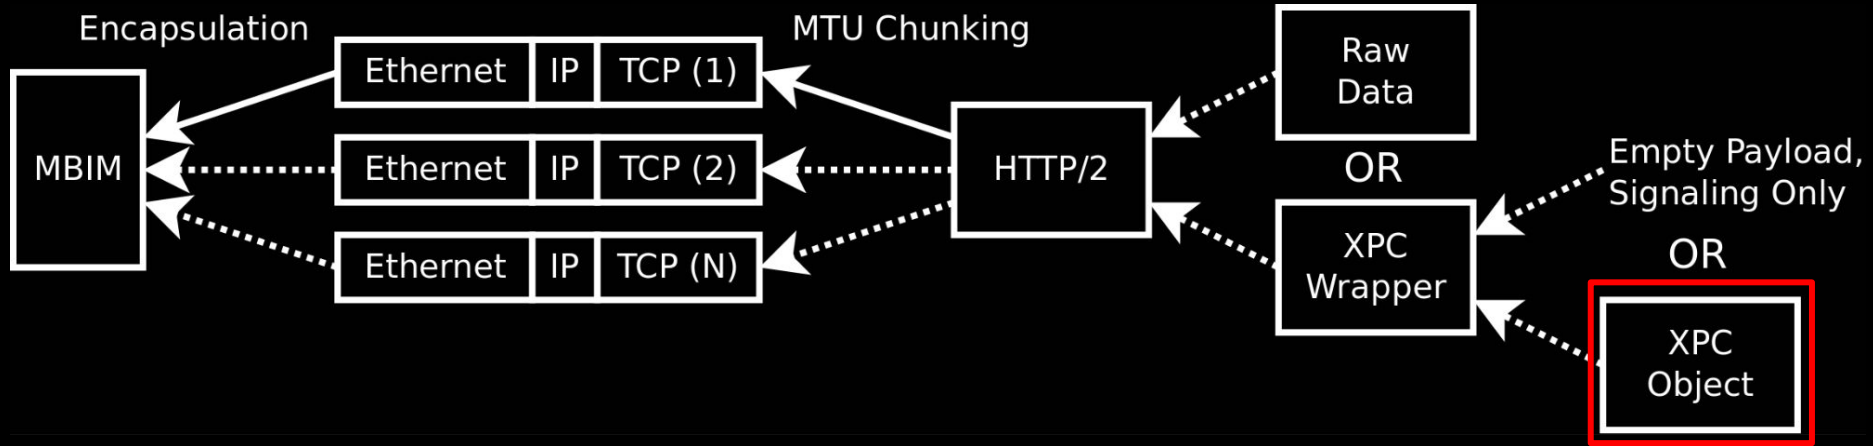 Encapsulation
MTU Chunking
MBIM
Ethernet IP TCP (1)
Ethernet IP TCP (2)
Ethernet IP TCP (N)
HTTP/2
Raw
Data
OR
XPC
Wrapper
Empty Payload,
Signaling Only
OR
XPC
Object